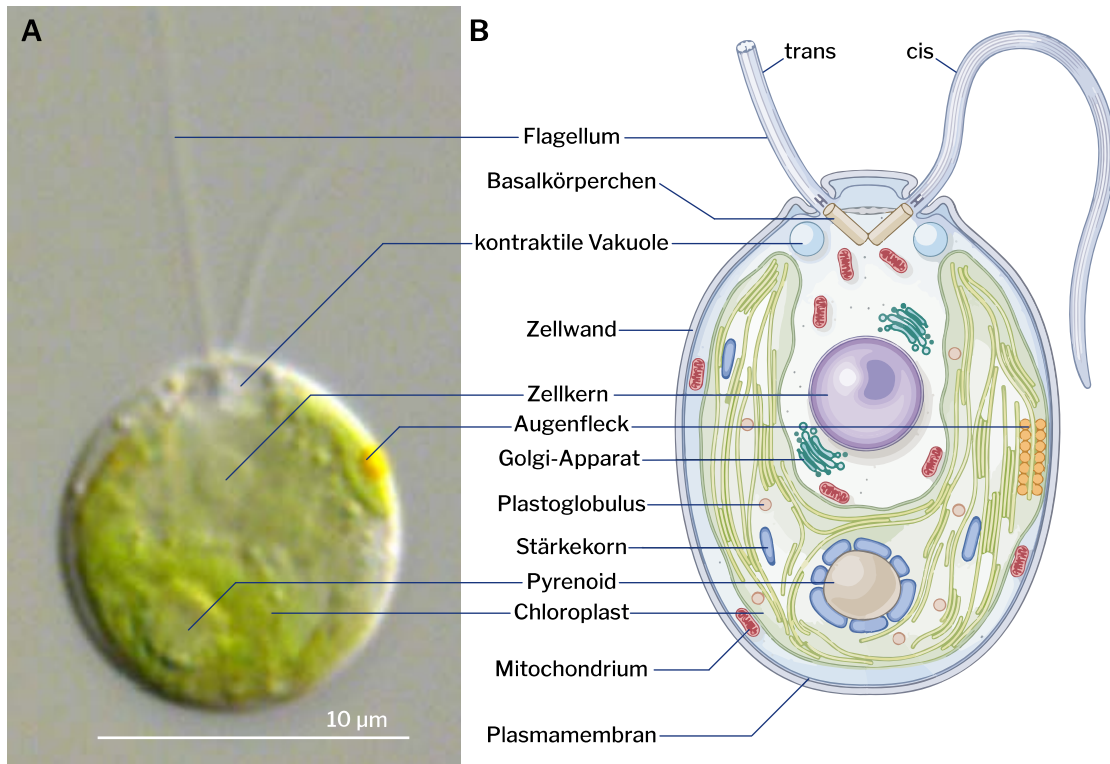 A
B
trans
cis
Flagellum
Basalkörperchen
kontraktile Vakuole
Zellwand
Zellkern
Augenfleck
Golgi-Apparat
Plastoglobulus
Stärkekorn
Pyrenoid
Chloroplast
Mitochondrium
10 µm
Plasmamembran